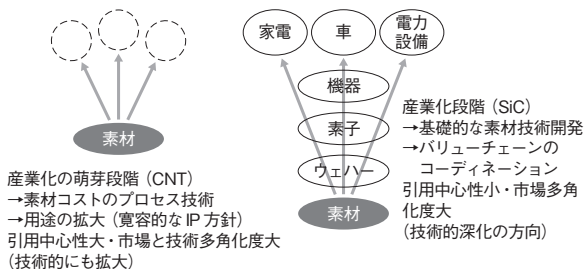 素材
産業化の萌芽段階（CNT）
→素材コストのプロセス技術
→用途の拡大（寛容的なIP方針）
引用中心性大・市場と技術多角化度大
（技術的にも拡大）
家電
車
電力
設備
機器
素子
ウェハー
素材
産業化段階（SiC）
→基礎的な素材技術開発
→バリューチェーンの
コーディネーション
引用中心性小・市場多角
化度大
（技術的深化の方向）